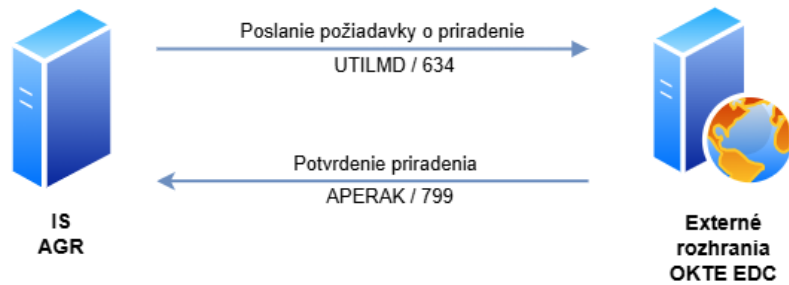 Poslanie požiadavky o priradenie
UTILMD / 634
Potvrdenie priradenia
APERAK / 799
IS
AGR
Externé
rozhrania
OKTE EDC